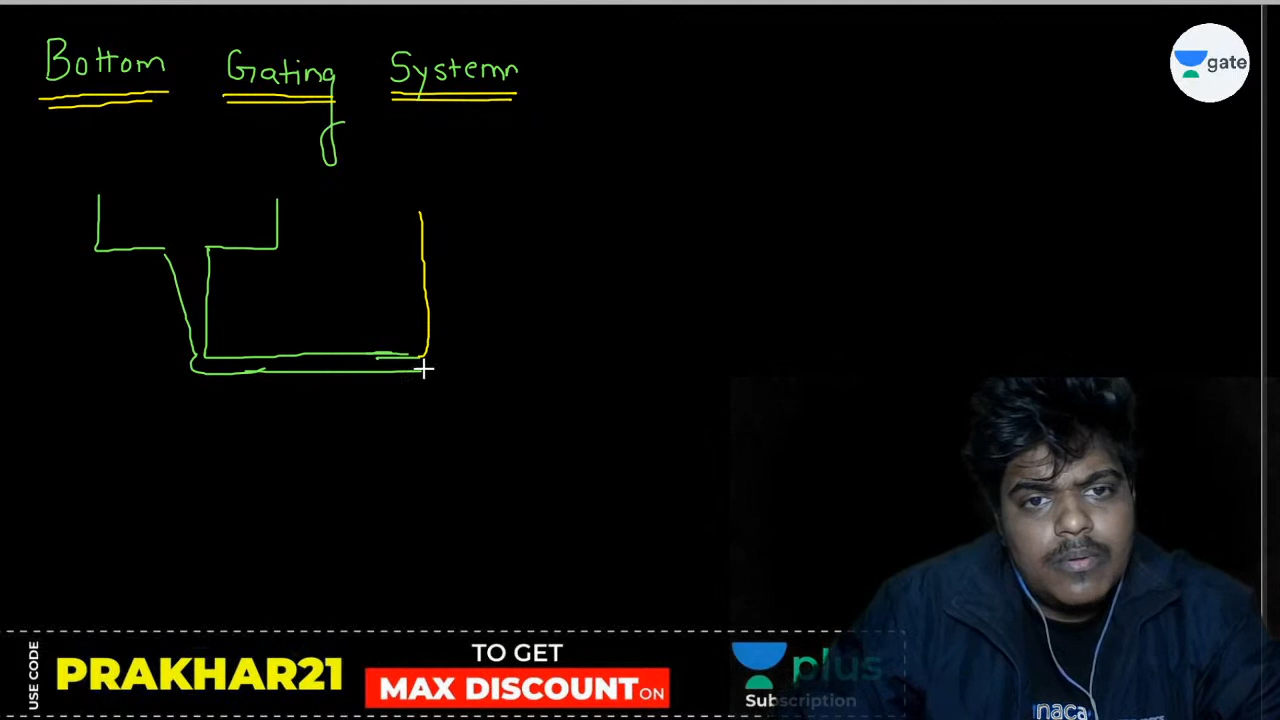 Bottom Gating System
gate
USE CODE
PRAKHAR21
TO GET
MAX DISCOUNT ON
plus
Subscription